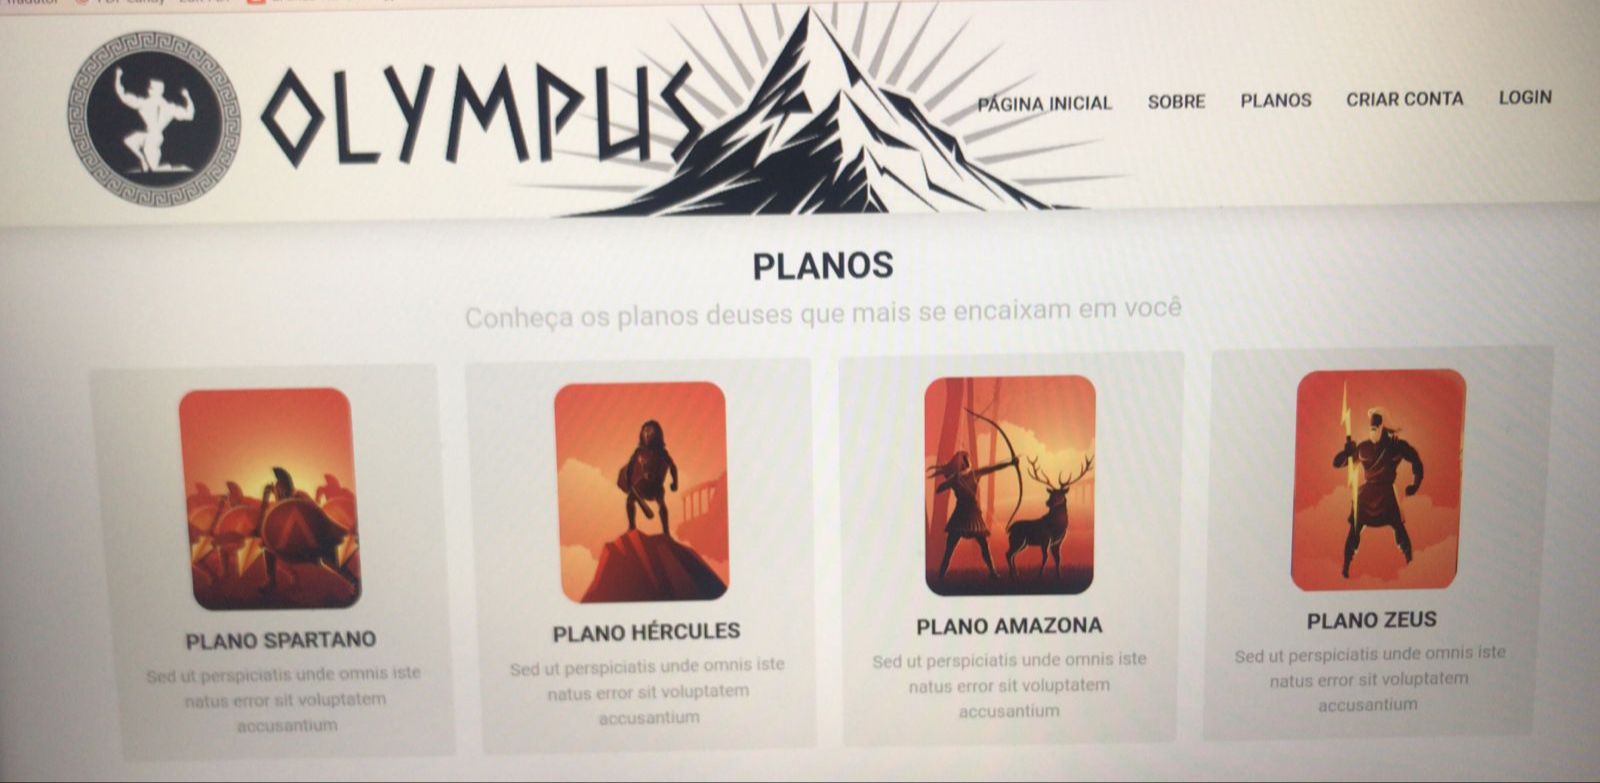 OLYMPUS
PÁGINA INICIAL SOBRE PLANOS CRIAR CONTA LOGIN
PLANOS
Conheça os planos deuses que mais se encaixam em você
PLANO SPARTANO
Sed ut perspiciatis unde omnis iste
natus error sit voluptatem
accusantium
PLANO HÉRCULES
Sed ut perspiciatis unde omnis iste
natus error sit voluptatem
accusantium
PLANO AMAZONA
Sed ut perspiciatis unde omnis iste
natus error sit voluptatem
accusantium
PLANO ZEUS
Sed ut perspiciatis unde omnis iste
natus error sit voluptatem
accusantium